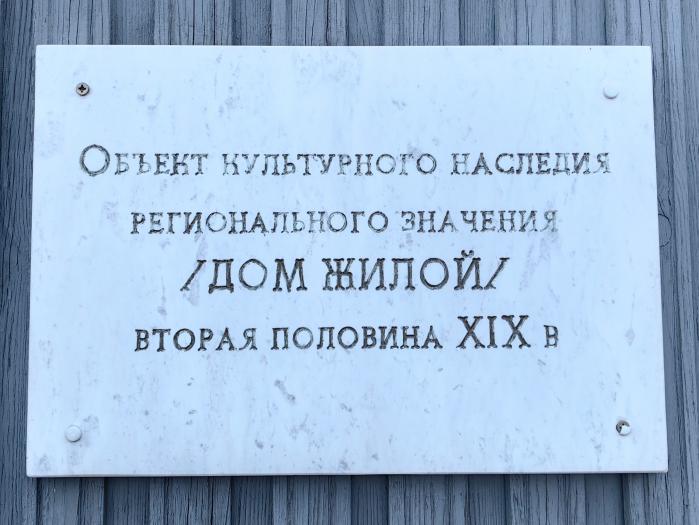 Объект культурного наследия
регионального значения
/ДОМ ЖИЛОЙ/
вторая половина XIX в